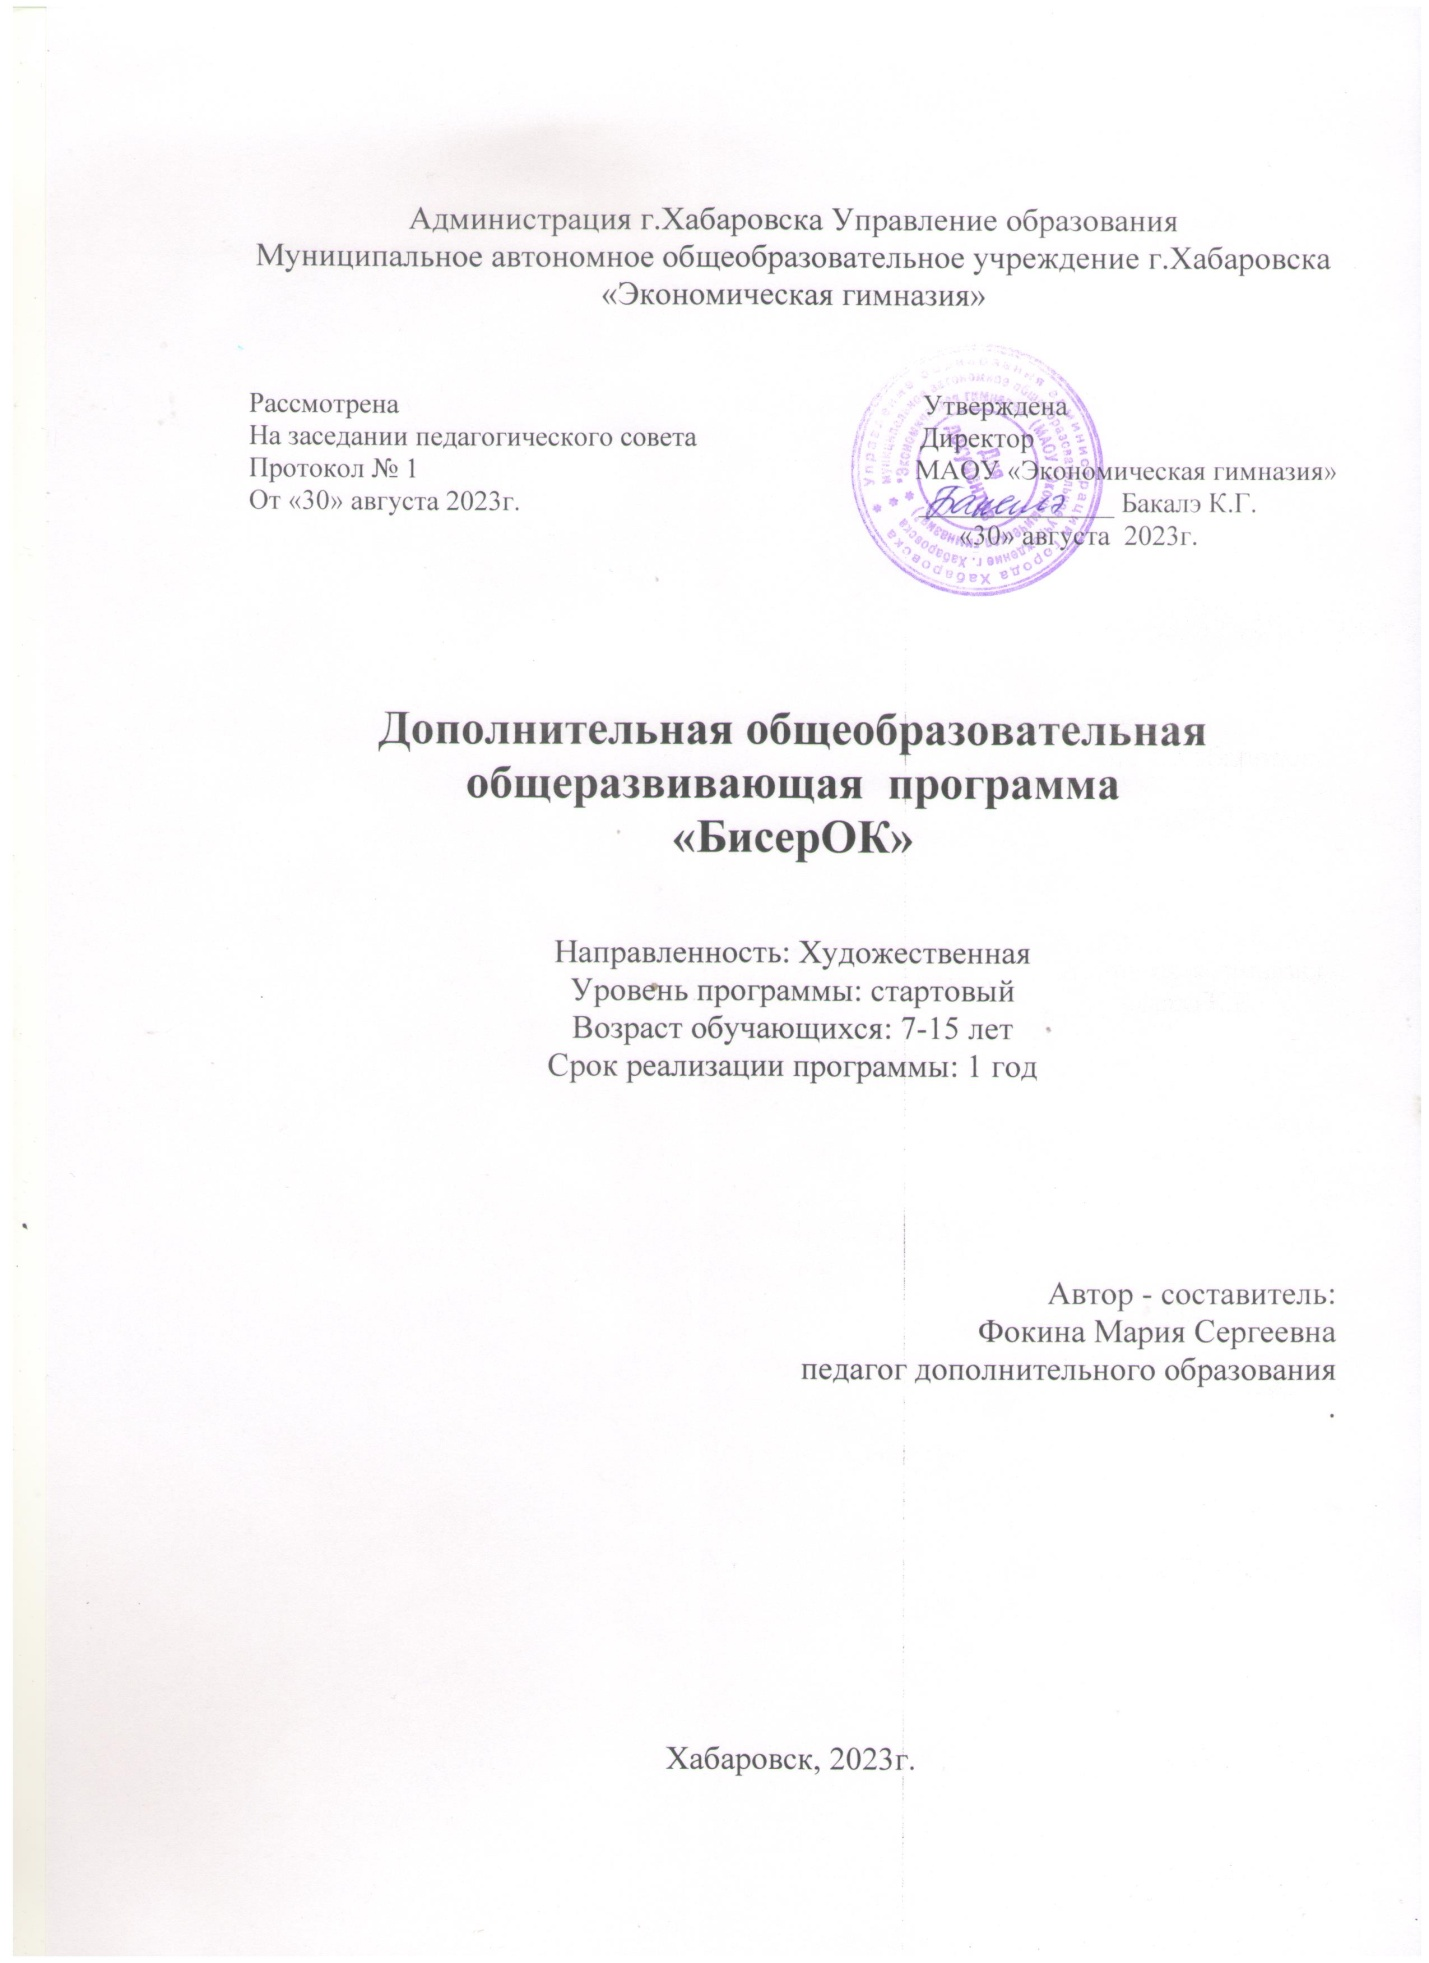 Администрация г.Хабаровска Управление образования
Муниципальное автономное общеобразовательное учреждение г.Хабаровска
«Экономическая гимназия»
Рассмотрена
На заседании педагогического совета
Протокол № 1
От «30» августа 2023г.
Утверждена
Директор
МАОУ «Экономическая гимназия»
______________ Бакалэ К.Г.
«30» августа 2023г.
Для
документов
Дополнительная общеобразовательная
общеразвивающая программа
«БисерОК»
Направленность: Художественная
Уровень программы: стартовый
Возраст обучающихся: 7-15 лет
Срок реализации программы: 1 год
Автор - составитель:
Фокина Мария Сергеевна
педагог дополнительного образования
.
Хабаровск, 2023г.